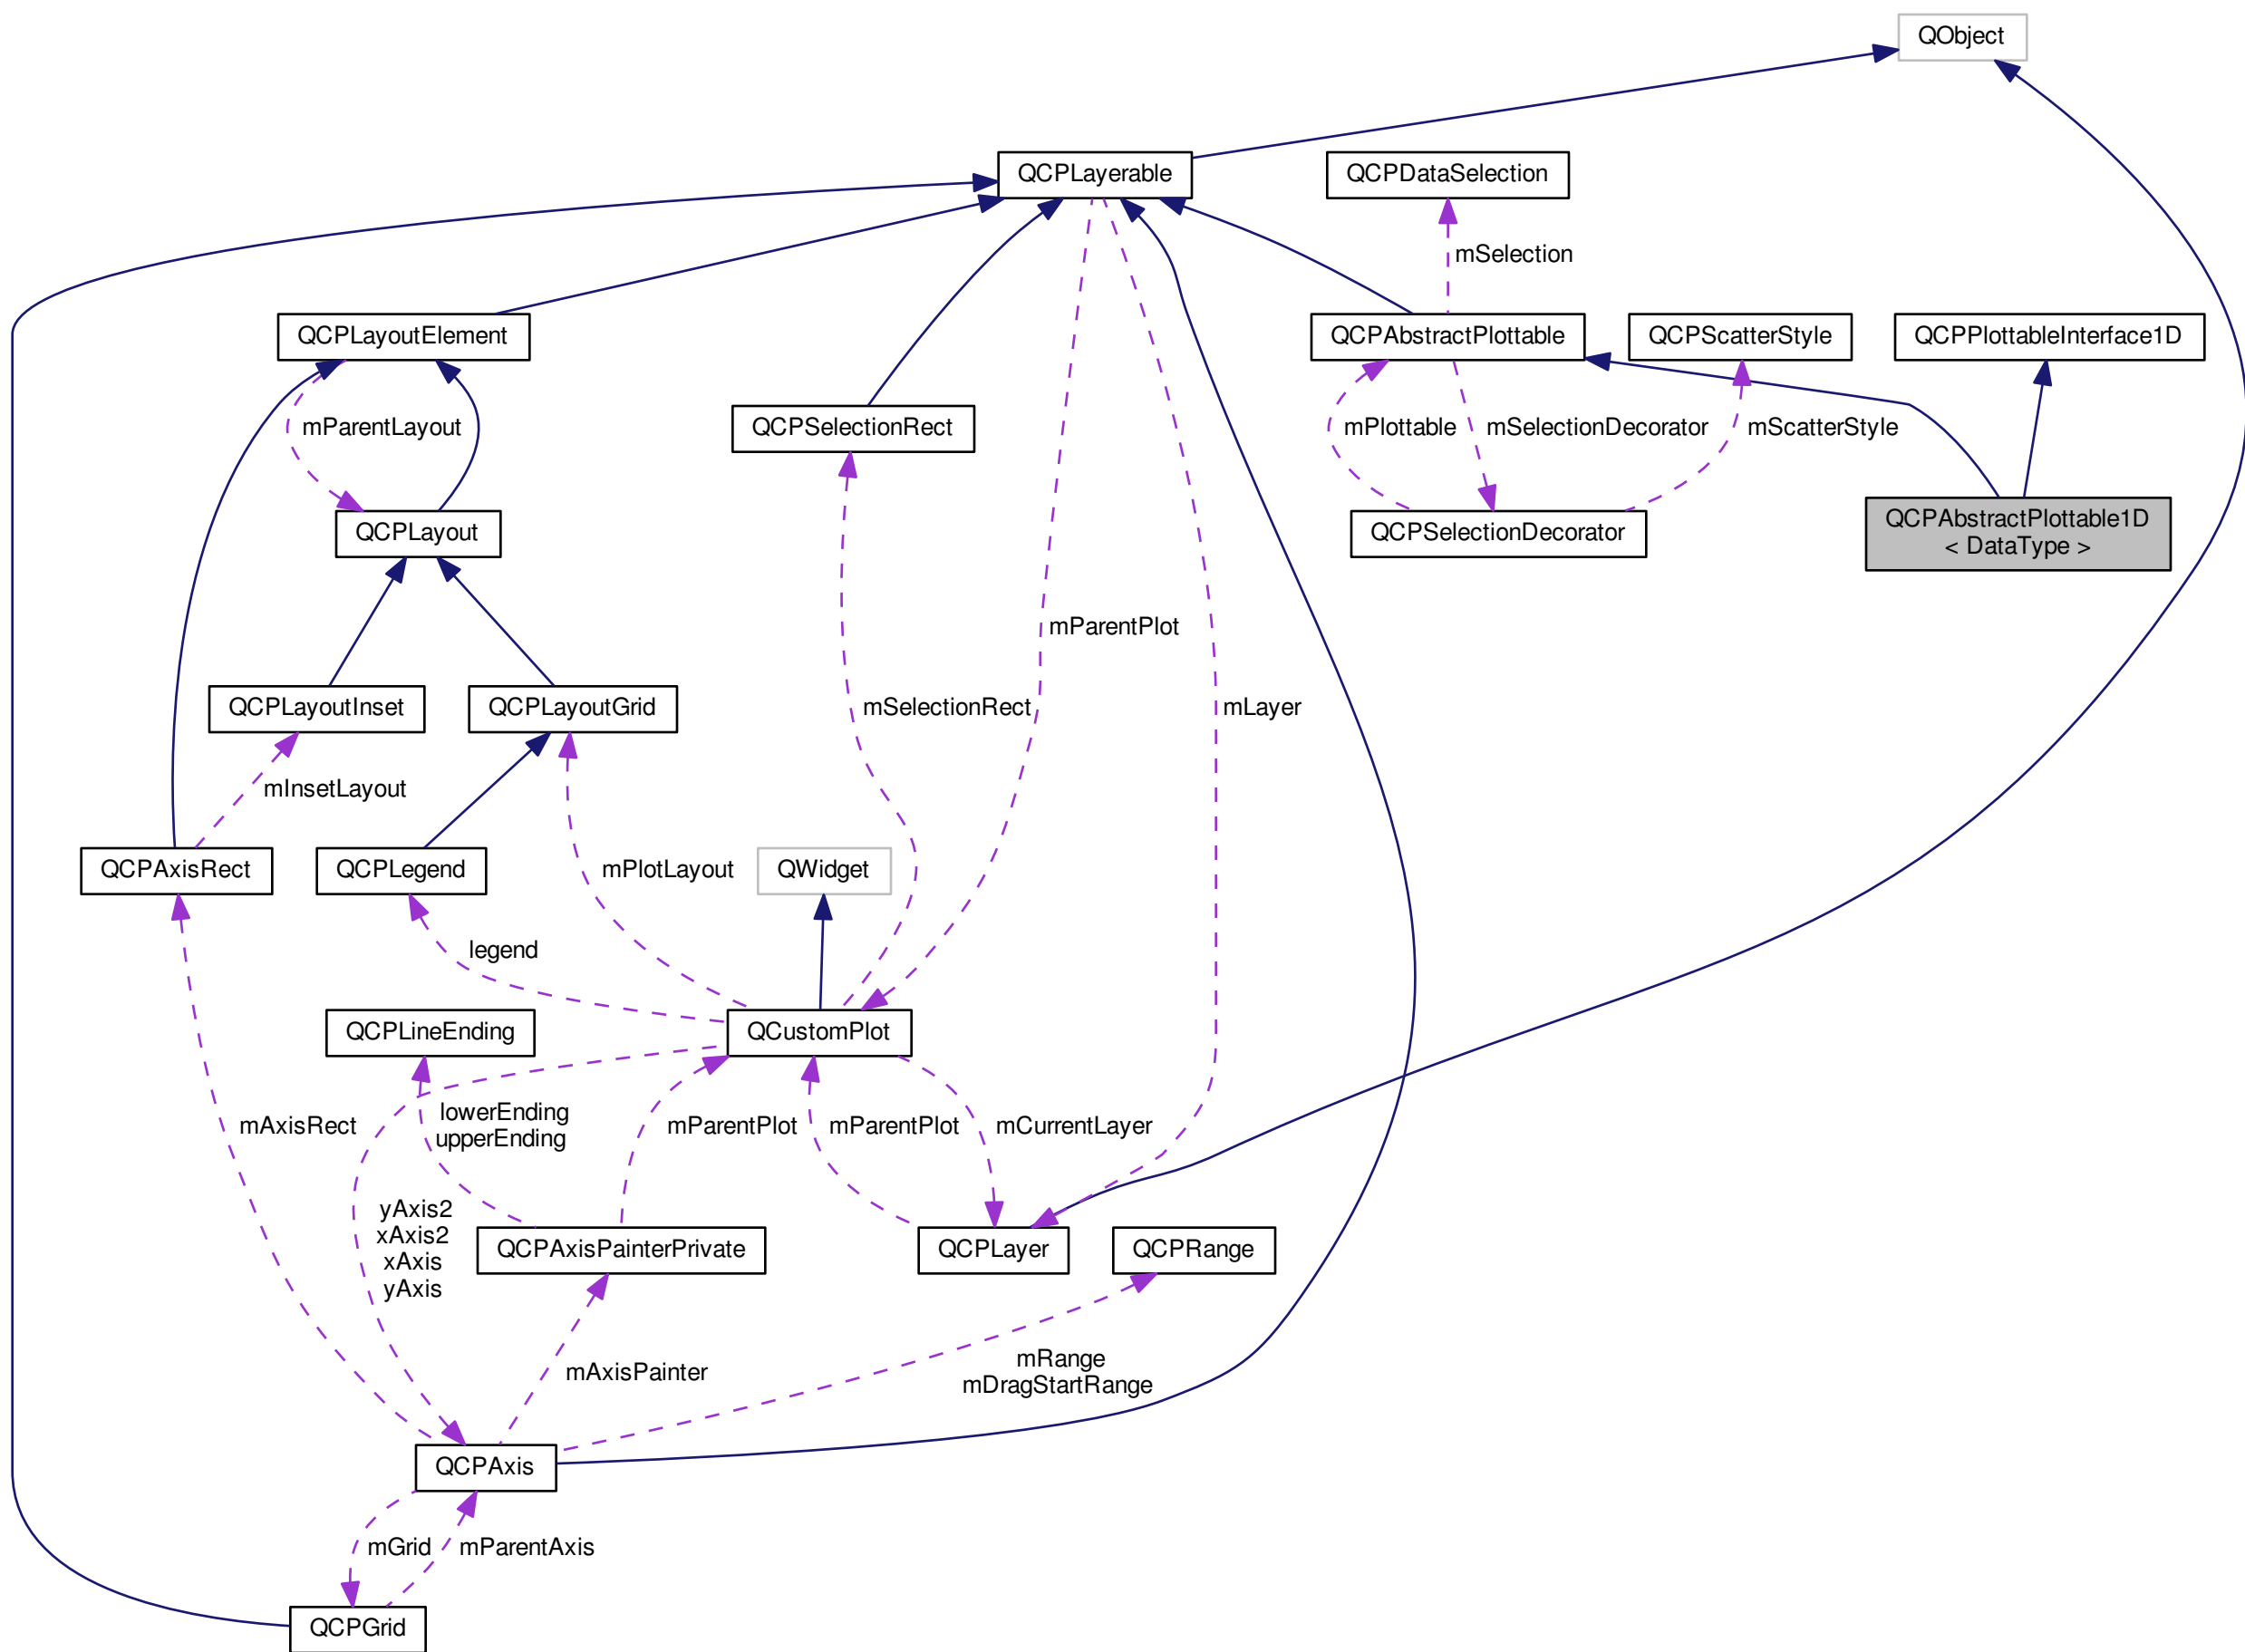 QObject
QCPLayerable
QCPDataSelection
mSelection
QCPLayoutElement
QCPAbstractPlottable
QCPScatterStyle
QCPPlottableInterface1D
mParentLayout
QCPSelectionRect
mPlottable
mSelectionDecorator
mScatterStyle
QCPLayout
QCPSelectionDecorator
QCPAbstractPlottable1D
< DataType >
mParentPlot
QCPLayoutInset
QCPLayoutGrid
mSelectionRect
mLayer
mInsetLayout
QCPAxisRect
QCPLegend
mPlotLayout
QWidget
legend
QCPLineEnding
QCustomPlot
mAxisRect
lowerEnding
upperEnding
mParentPlot
mParentPlot
mCurrentLayer
yAxis2
xAxis2
xAxis
yAxis
QCPAxisPainterPrivate
QCPLayer
QCPRange
mAxisPainter
mRange
mDragStartRange
QCPAxis
mGrid
mParentAxis
QCPGrid